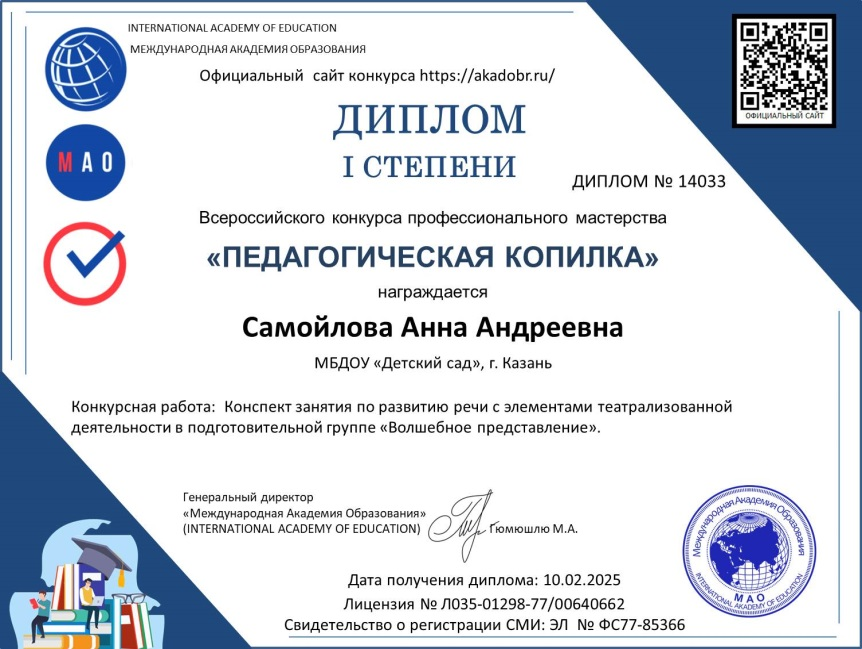 INTERNATIONAL ACADEMY OF EDUCATION
МЕЖДУНАРОДНАЯ АКАДЕМИЯ ОБРАЗОВАНИЯ
Официальный сайт конкурса https://akadobr.ru/
ОФИЦИАЛЬНЫЙ САЙТ
ДИПЛОМ
I СТЕПЕНИ
МАО
ДИПЛОМ № 14033
Всероссийского конкурса профессионального мастерства
«ПЕДАГОГИЧЕСКАЯ КОПИЛКА»
награждается
Самойлова Анна Андреевна
МБДОУ «Детский сад», г. Казань
Конкурсная работа: Конспект занятия по развитию речи с элементами театрализованной
деятельности в подготовительной группе «Волшебное представление».
Генеральный директор
«Международная Академия Образования»
(INTERNATIONAL ACADEMY OF EDUCATION)
Гюмюшлю М.А.
Международная Академия Образования
МАО
INTERNATIONAL ACADEMY OF EDUCATION
Дата получения диплома: 10.02.2025
Лицензия № Л035-01298-77/00640662
Свидетельство о регистрации СМИ: ЭЛ № ФС77-85366